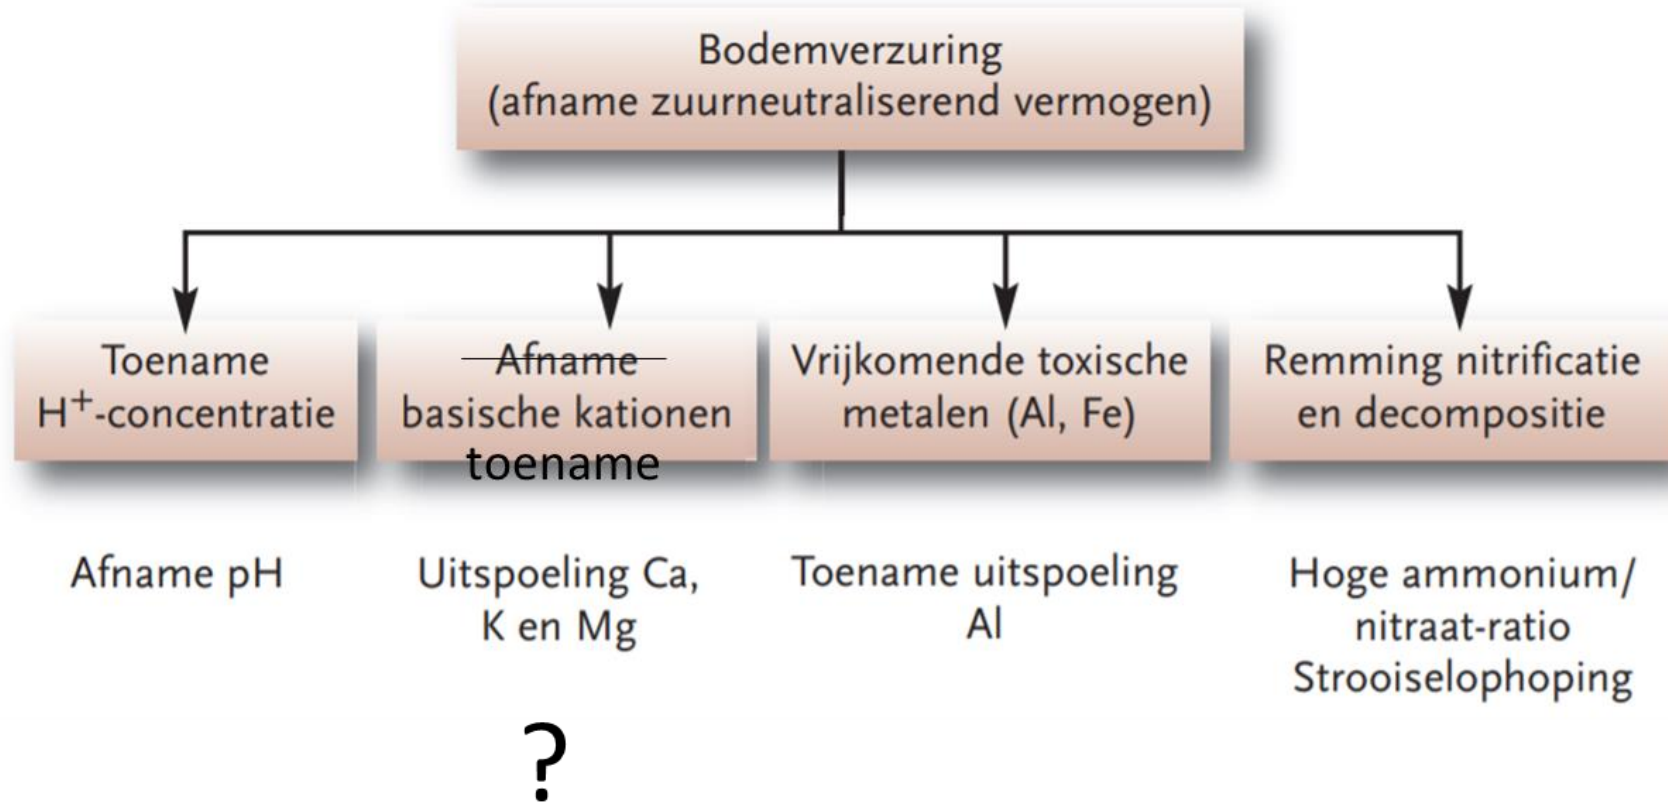 Bodemverzuring
(afname zuurneutraliserend vermogen)
Toename
H⁺-concentratie
Afname
basische kationen
toename
Vrijkomende toxische
metalen (Al, Fe)
Remming nitrificatie
en decompositie
Afname pH
Uitspoeling Ca,
K en Mg
Toename uitspoeling
Al
Hoge ammonium/
nitraat-ratio
Strooiselophoping
?